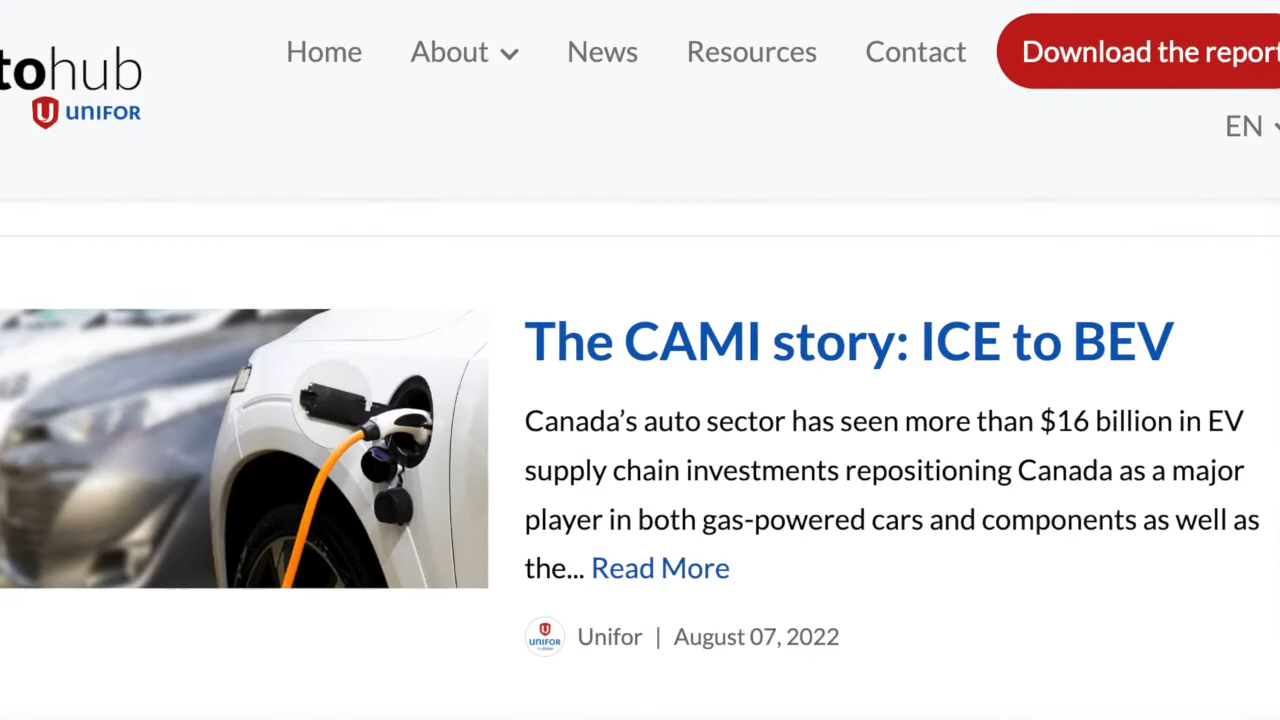 tohub
UNIFOR
Home About News Resources Contact Download the report
EN
The CAMI story: ICE to BEV
Canada’s auto sector has seen more than $16 billion in EV
supply chain investments repositioning Canada as a major
player in both gas-powered cars and components as well as
the... Read More
UNIFOR
Unifor | August 07, 2022